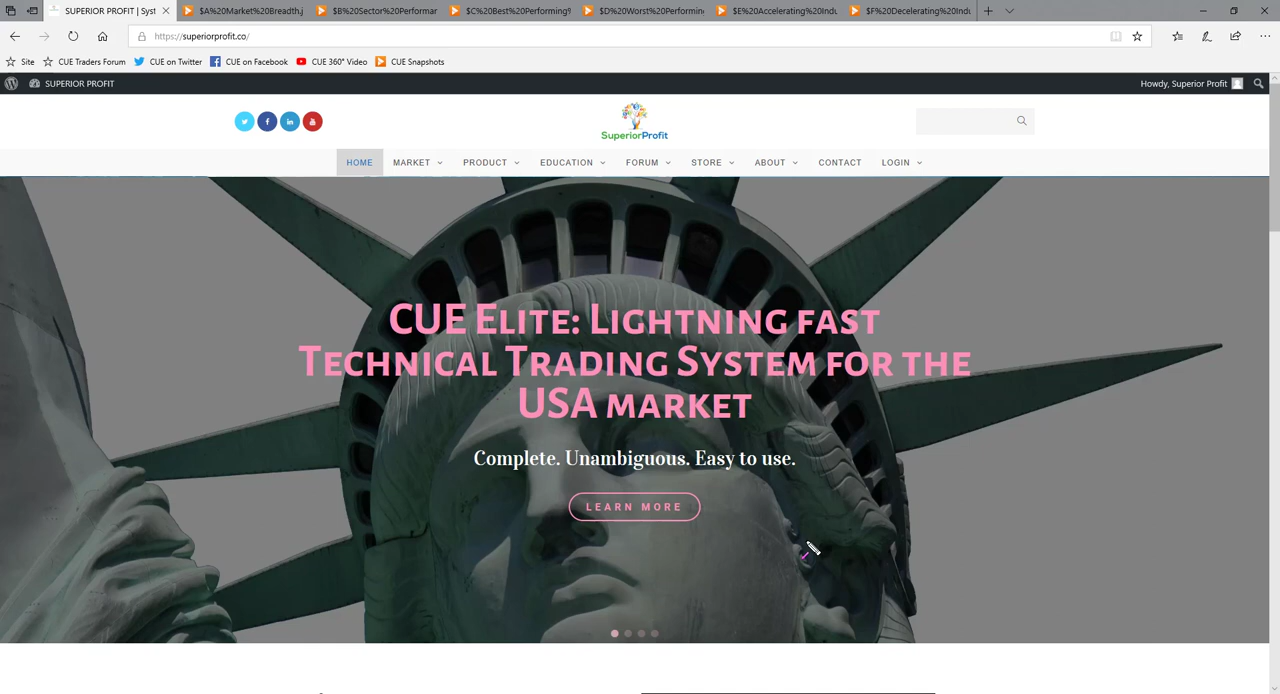 SUPERIOR PROFIT | Syst
$A%20Market%20Breadth.j
$B%20Sector%20Performan
$C%20Best%20Performing%
$D%20Worst%20Performing
$E%20Accelerating%20Indu
$F%20Decelerating%20Indu
https://superiorprofit.co/
Site
CUE Traders Forum
CUE on Twitter
CUE on Facebook
CUE 360° Video
CUE Snapshots
SUPERIOR PROFIT
Howdy, Superior Profit
SuperiorProfit
HOME
MARKET
PRODUCT
EDUCATION
FORUM
STORE
ABOUT
CONTACT
LOGIN
CUE Elite: Lightning fast
Technical Trading System for the
USA market
Complete. Unambiguous. Easy to use.
LEARN MORE